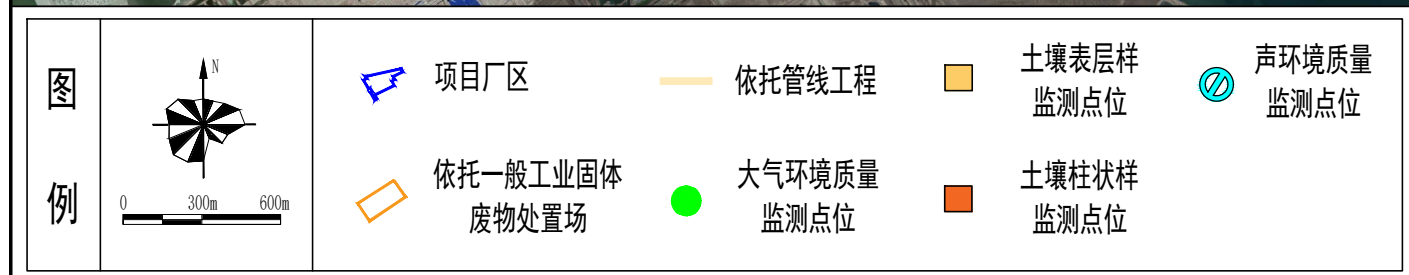 图
例
N
0 300m 600m
项目厂区
依托管线工程
土壤表层样
监测点位
声环境质量
监测点位
依托一般工业固体
废物处置场
大气环境质量
监测点位
土壤柱状样
监测点位